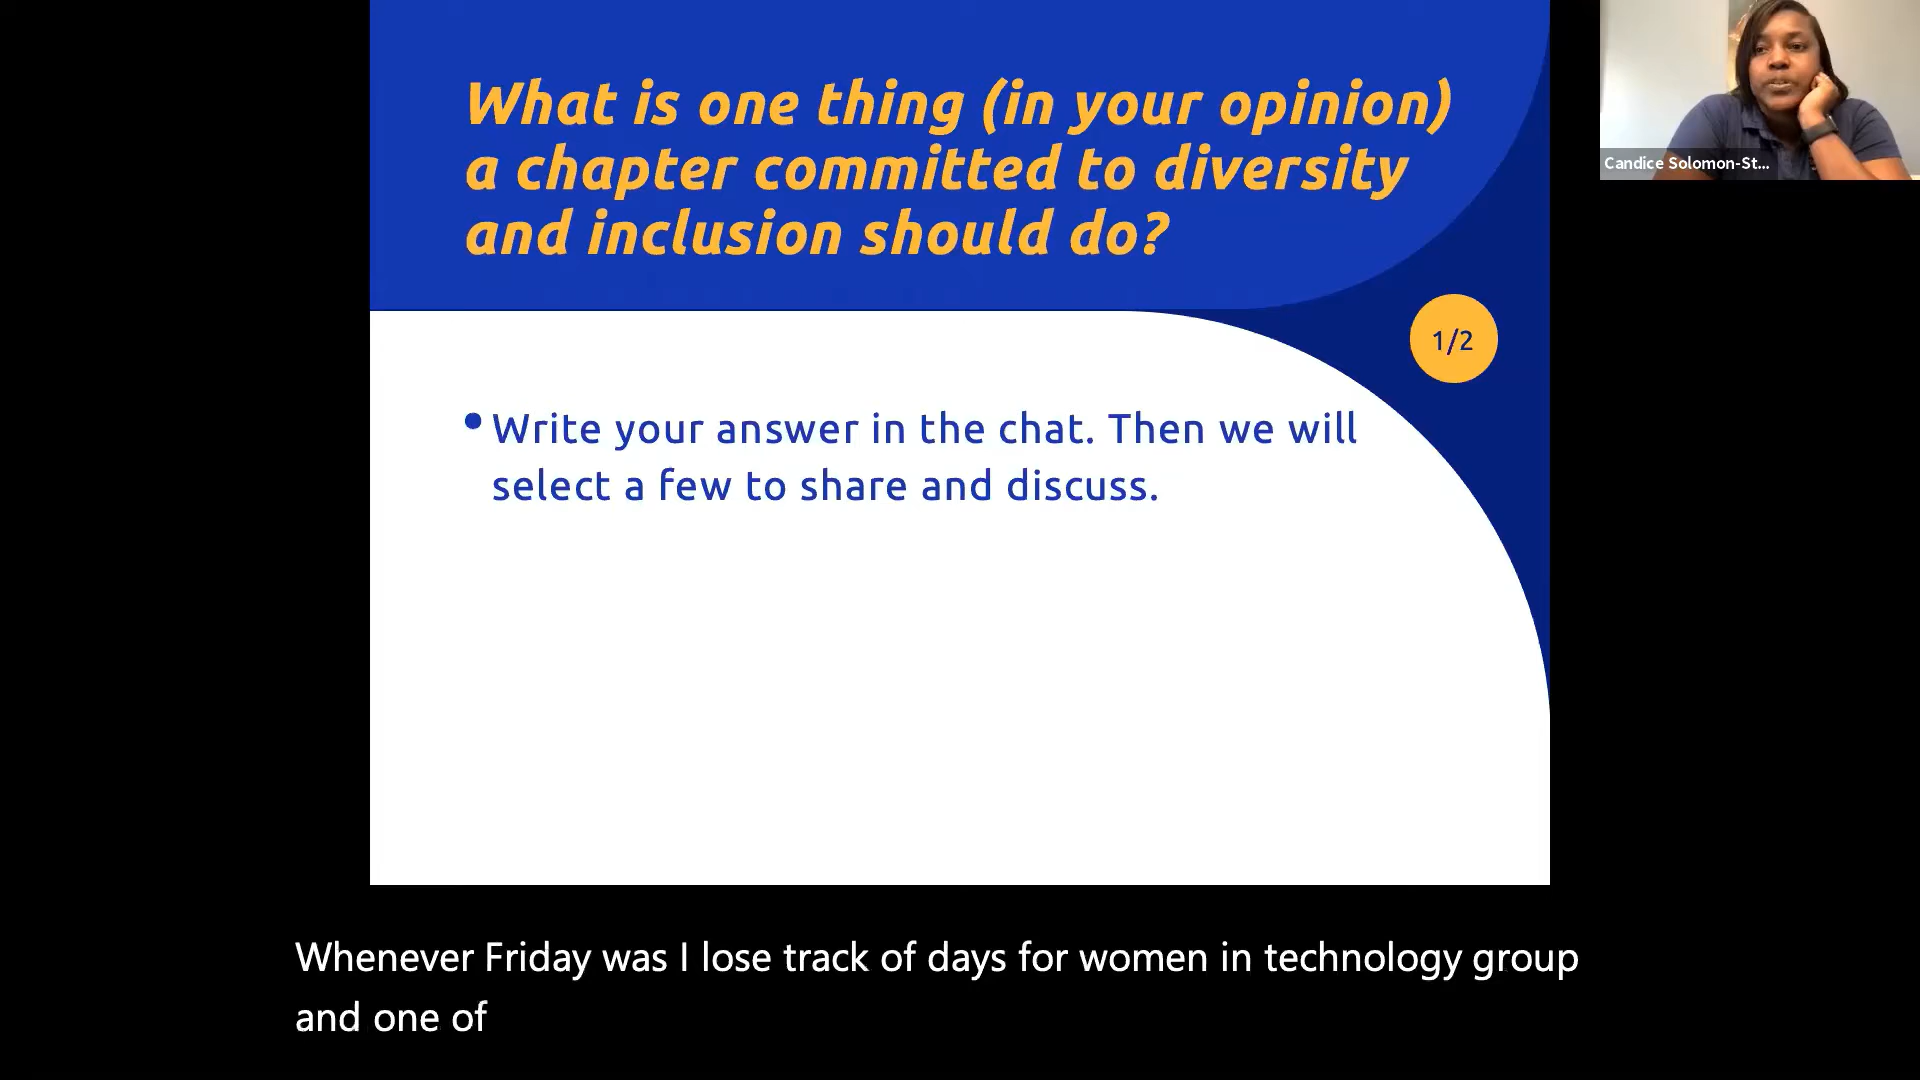 What is one thing (in your opinion)
a chapter committed to diversity
and inclusion should do?
1/2
• Write your answer in the chat. Then we will
select a few to share and discuss.
Candice Solomon-St...
Whenever Friday was I lose track of days for women in technology group
and one of